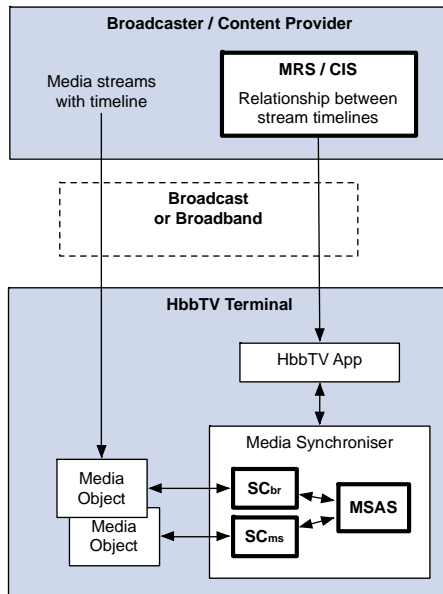 Broadcaster / Content Provider
Media streams
with timeline
MRS / CIS
Relationship between
stream timelines
Broadcast
or Broadband
HbbTV Terminal
HbbTV App
Media Synchroniser
Media
Object
SCbr
MSAS
Media
Object
SCms